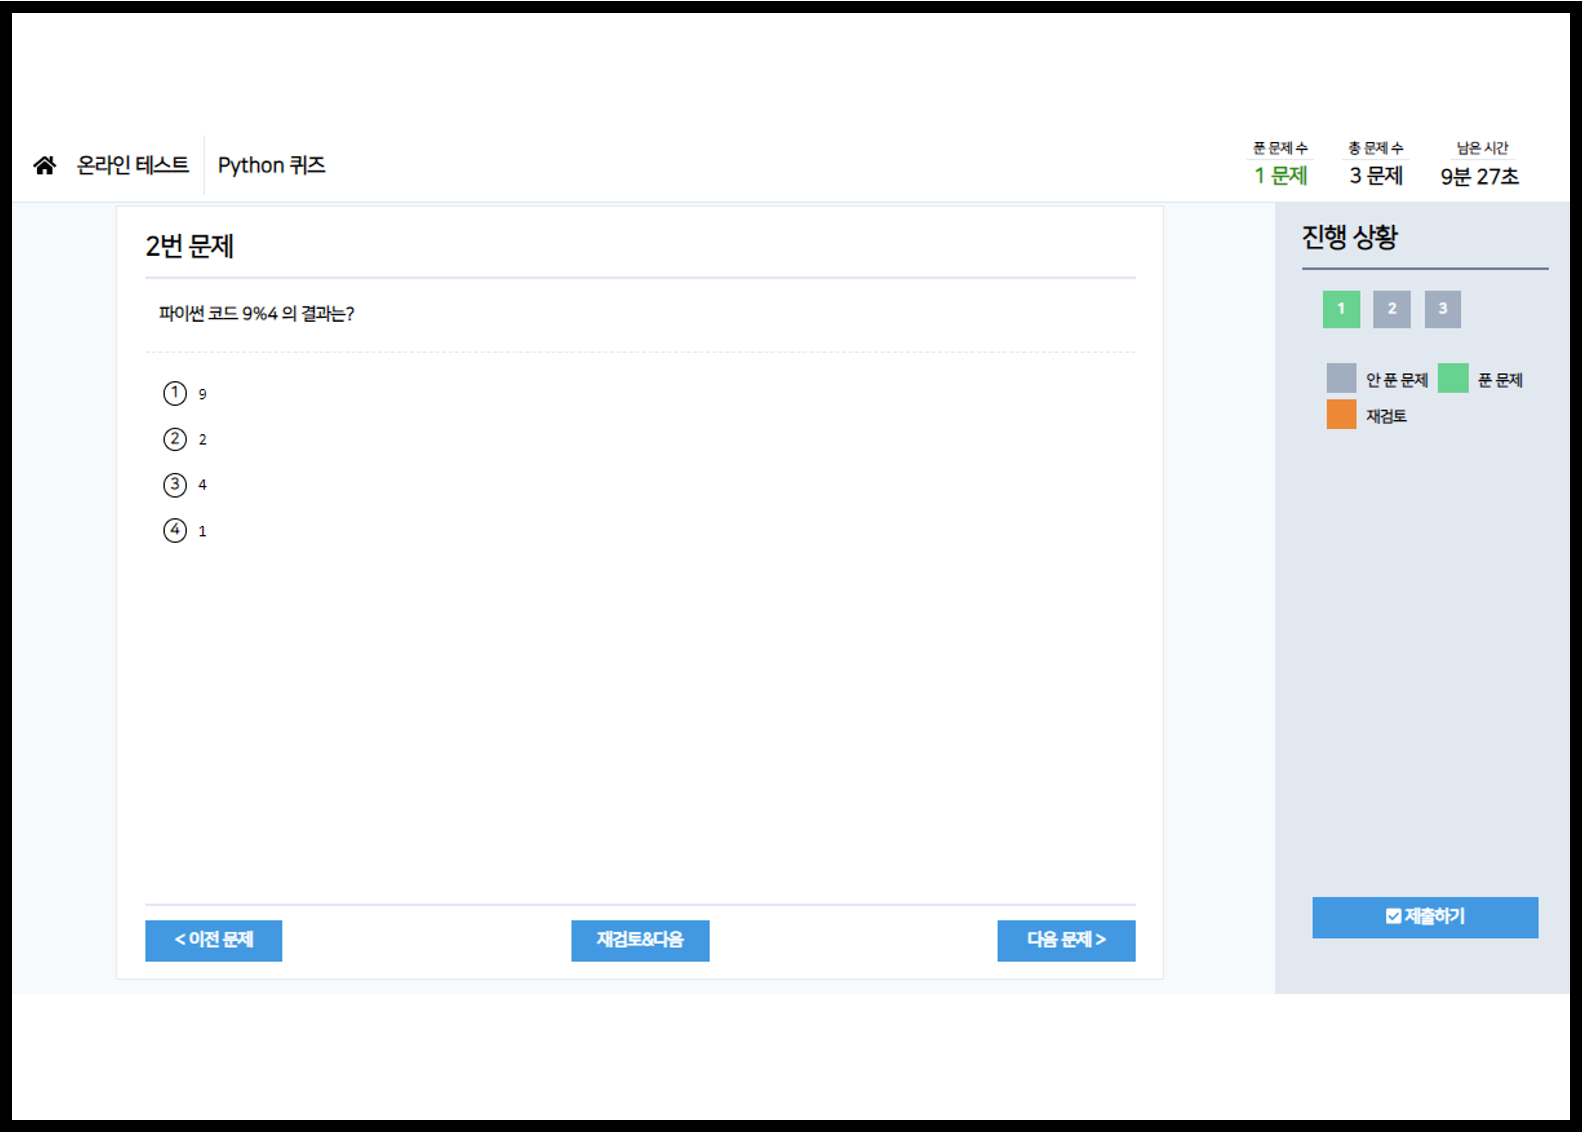 온라인 테스트
Python 퀴즈
푼 문제 수
1 문제
총 문제 수
3 문제
남은 시간
9분 27초
2번 문제
파이썬 코드 9%4 의 결과는?
① 9
② 2
③ 4
④ 1
< 이전 문제
재검토&다음
다음 문제 >
진행 상황
1 2 3
안 푼 문제 푼 문제
재검토
제출하기